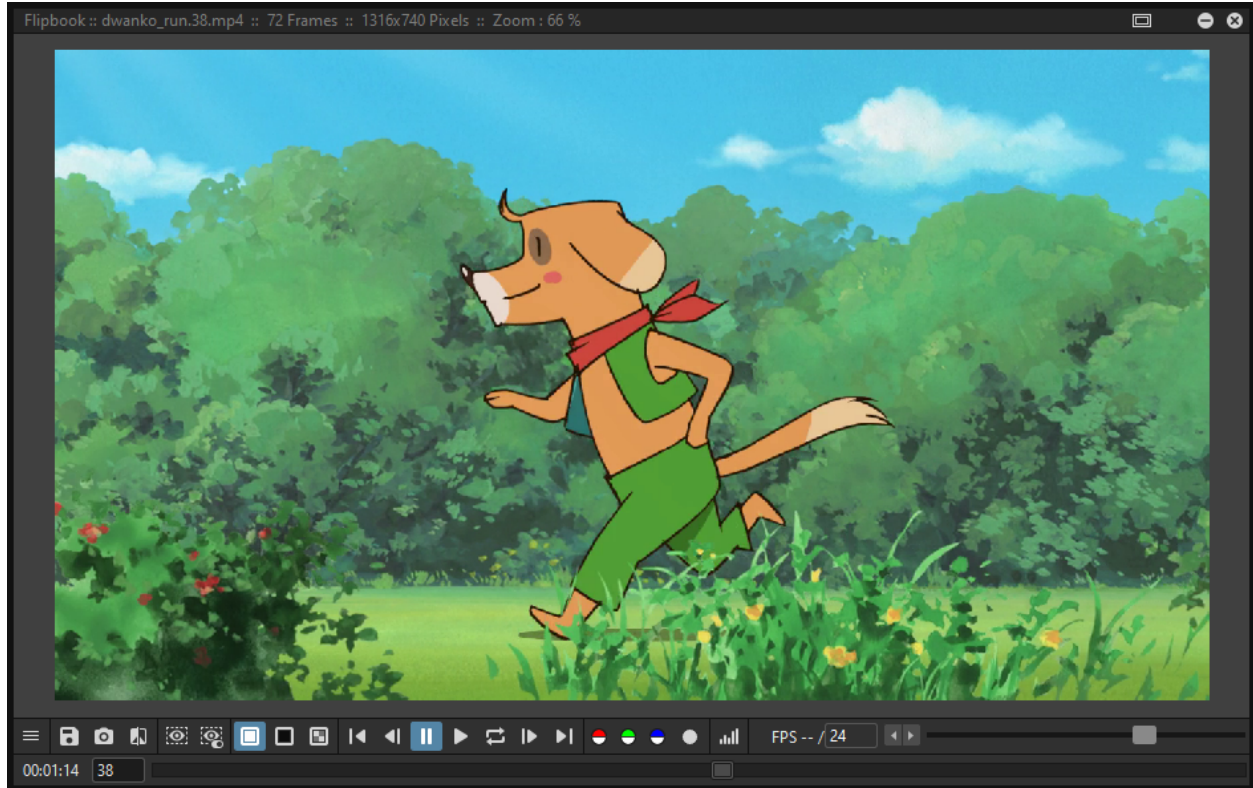 Flipbook :: dwanko_run.38.mp4 :: 72 Frames :: 1316x740 Pixels :: Zoom : 66 %
FPS -- / 24
00:01:14 38